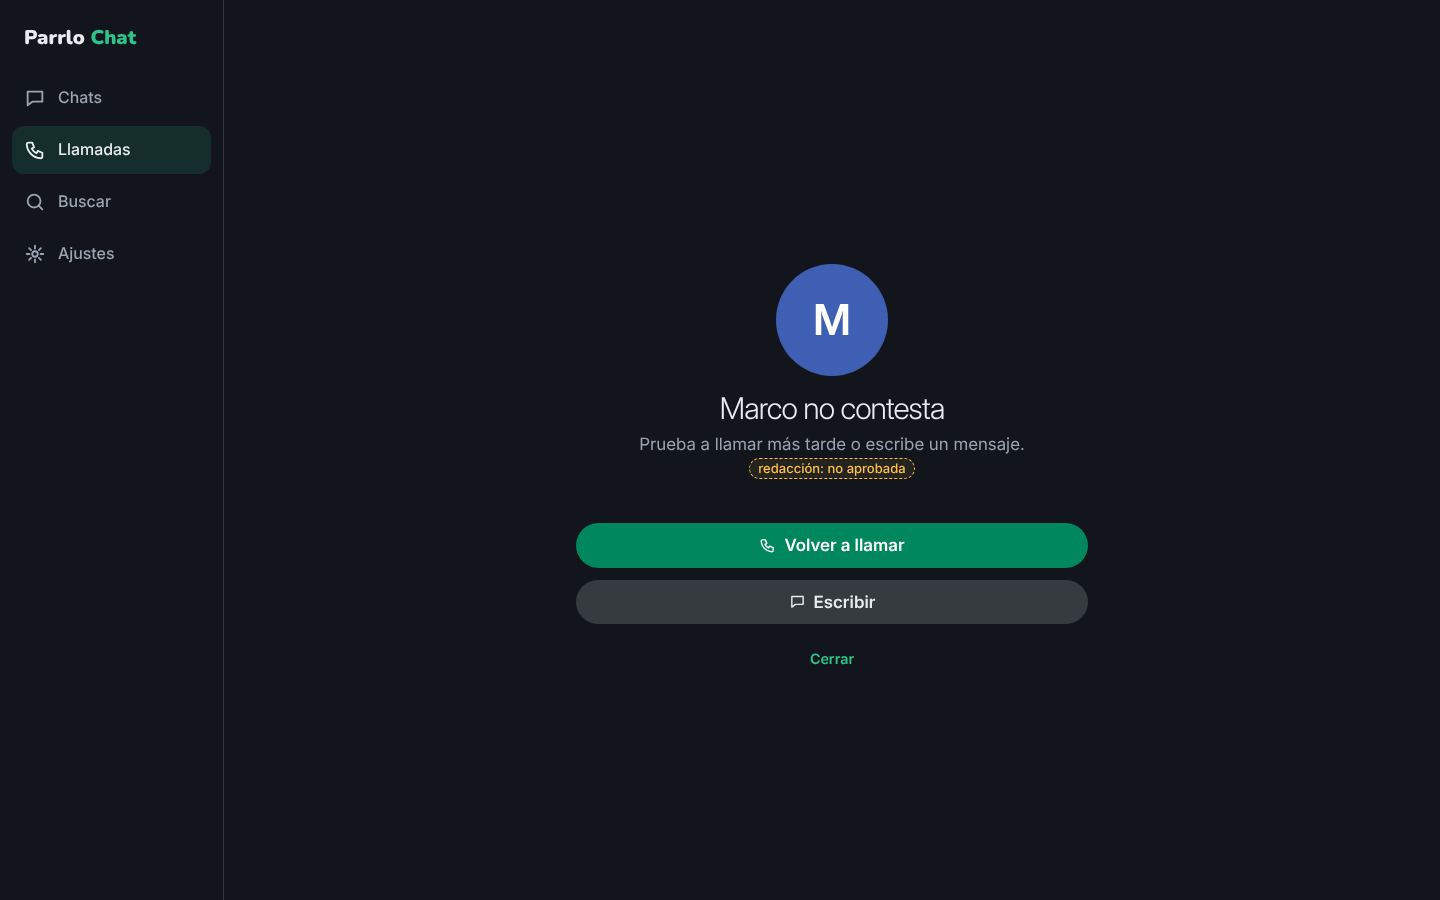 Parrlo Chat
Chats
Llamadas
Buscar
Ajustes
M
Marco no contesta
Prueba a llamar más tarde o escribe un mensaje.
redacción: no aprobada
Volver a llamar
Escribir
Cerrar